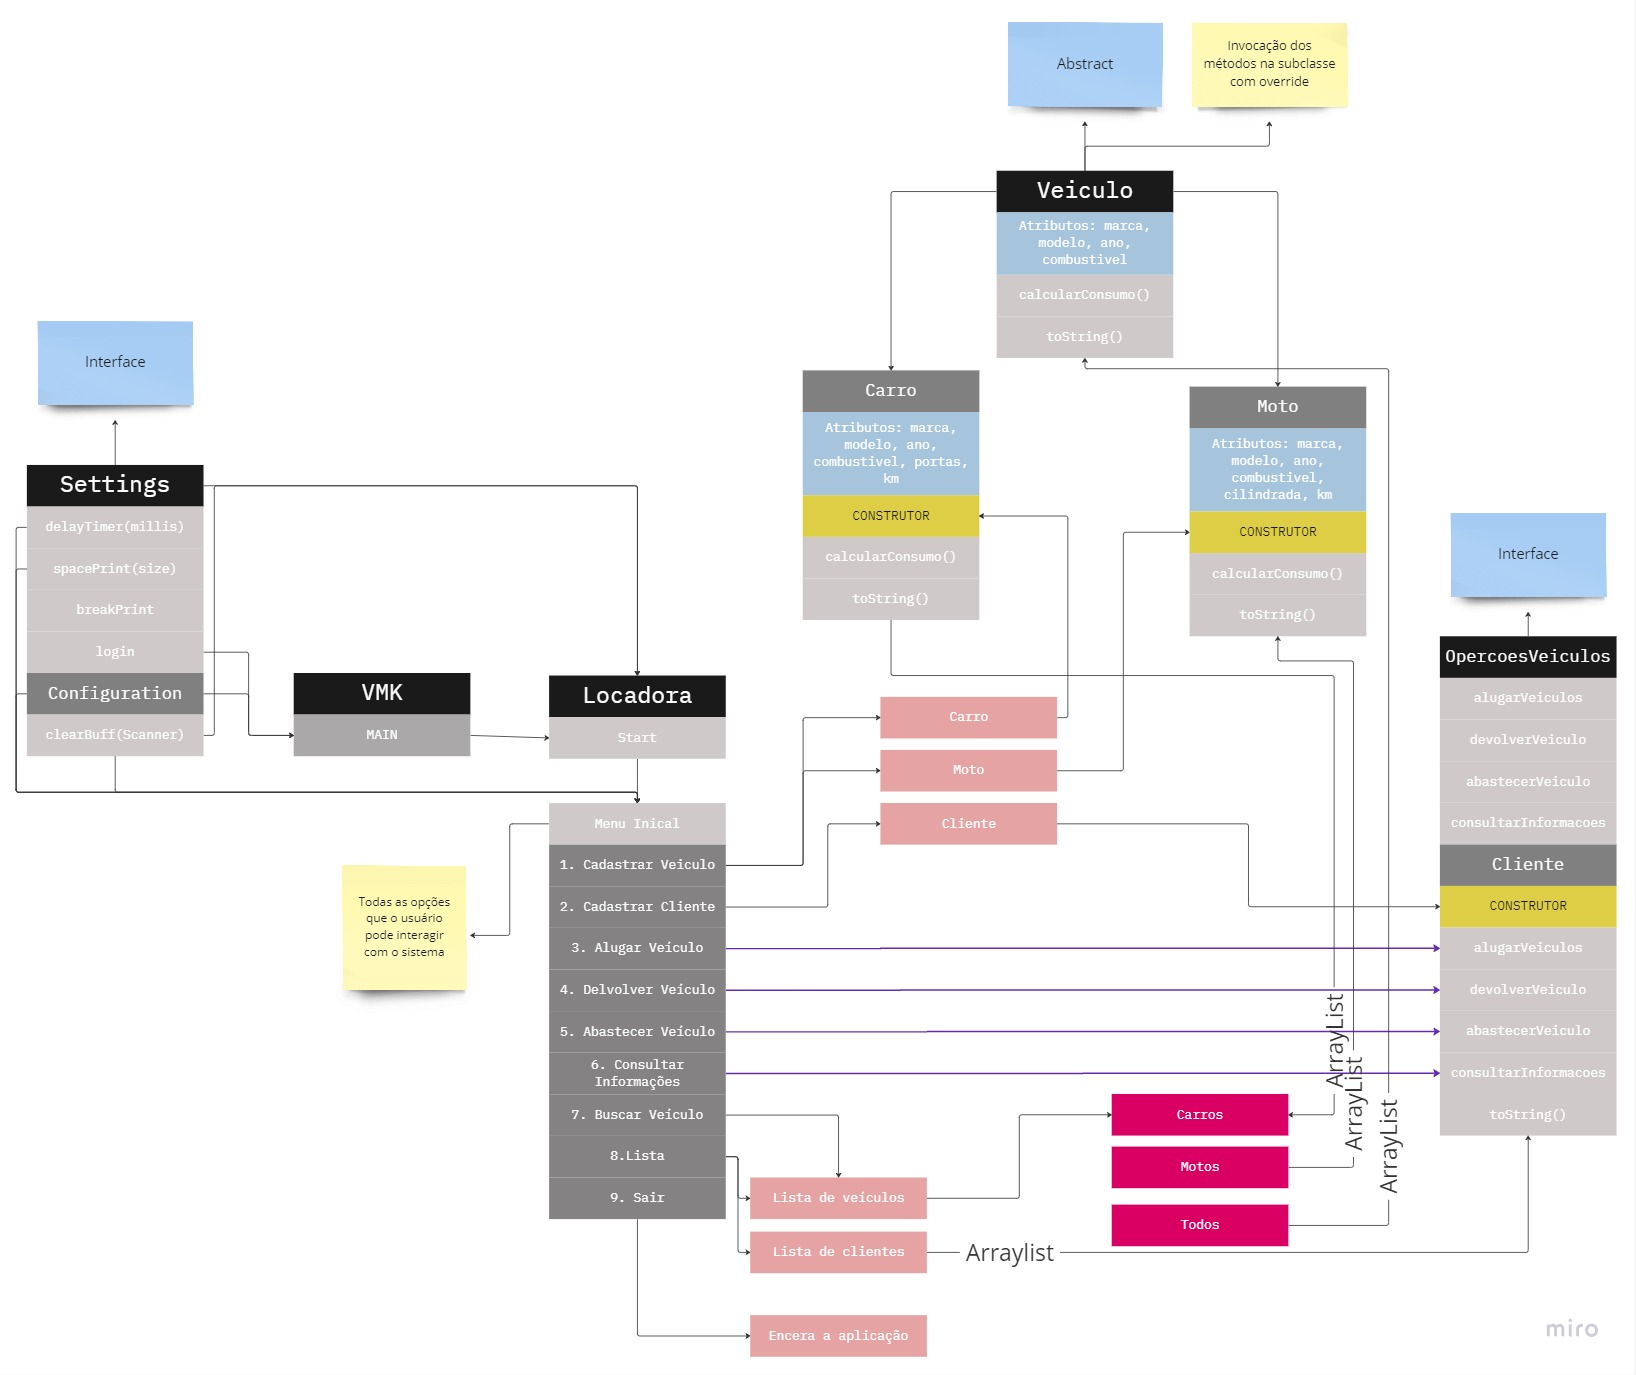 Abstract
Invocação dos
métodos na subclasse
com override
Veiculo
Atributos: marca,
modelo, ano,
combustivel
calcularConsumo()
toString()
Interface
Settings
delayTimer(millis)
spacePrint(size)
breakPrint
login
Configuration
clearBuff(Scanner)
VMK
MAIN
Locadora
Start
Carro
Atributos: marca,
modelo, ano,
combustivel, portas,
km
CONSTRUTOR
calcularConsumo()
toString()
Moto
Atributos: marca,
modelo, ano,
combustivel,
cilindrada, km
CONSTRUTOR
calcularConsumo()
toString()
Interface
OpercoesVeiculos
alugarVeiculos
devolverVeiculo
abastecerVeiculo
consultarInformacoes
Cliente
CONSTRUTOR
alugarVeiculos
devolverVeiculo
abastecerVeiculo
consultarInformacoes
toString()
Carro
Moto
Cliente
Menu Inical
1. Cadastrar Veiculo
2. Cadastrar Cliente
3. Alugar Veículo
4. Delvolver Veículo
5. Abastecer Veículo
6. Consultar
Informações
7. Buscar Veículo
8.Lista
9. Sair
Todas as opções
que o usuário
pode interagir
com o sistema
Lista de veiculos
Lista de clientes
Arraylist
Carros
Motos
Todos
ArrayList
ArrayList
ArrayList
Encera a aplicação
miro